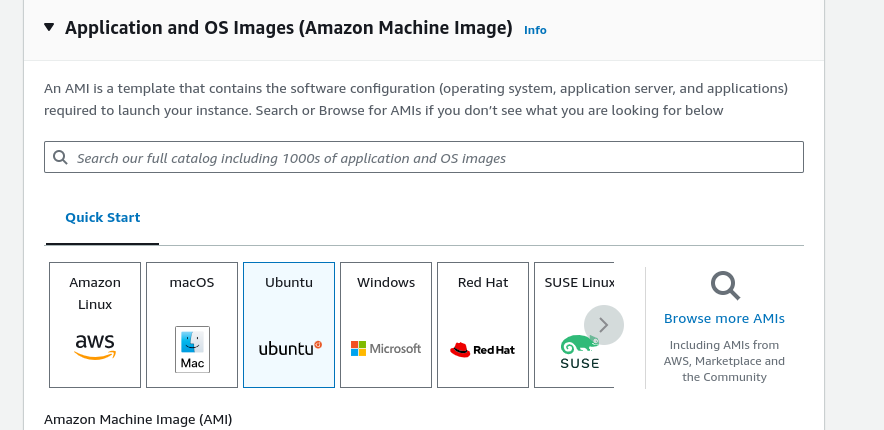 Application and OS Images (Amazon Machine Image) Info
An AMI is a template that contains the software configuration (operating system, application server, and applications)
required to launch your instance. Search or Browse for AMIs if you don’t see what you are looking for below
Search our full catalog including 1000s of application and OS images
Quick Start
Amazon
Linux
aws
macOS
Mac
Ubuntu
ubuntu
Windows
Microsoft
Red Hat
Red Hat
SUSE Linux
SUSE
Browse more AMIs
Including AMIs from
AWS, Marketplace and
the Community
Amazon Machine Image (AMI)